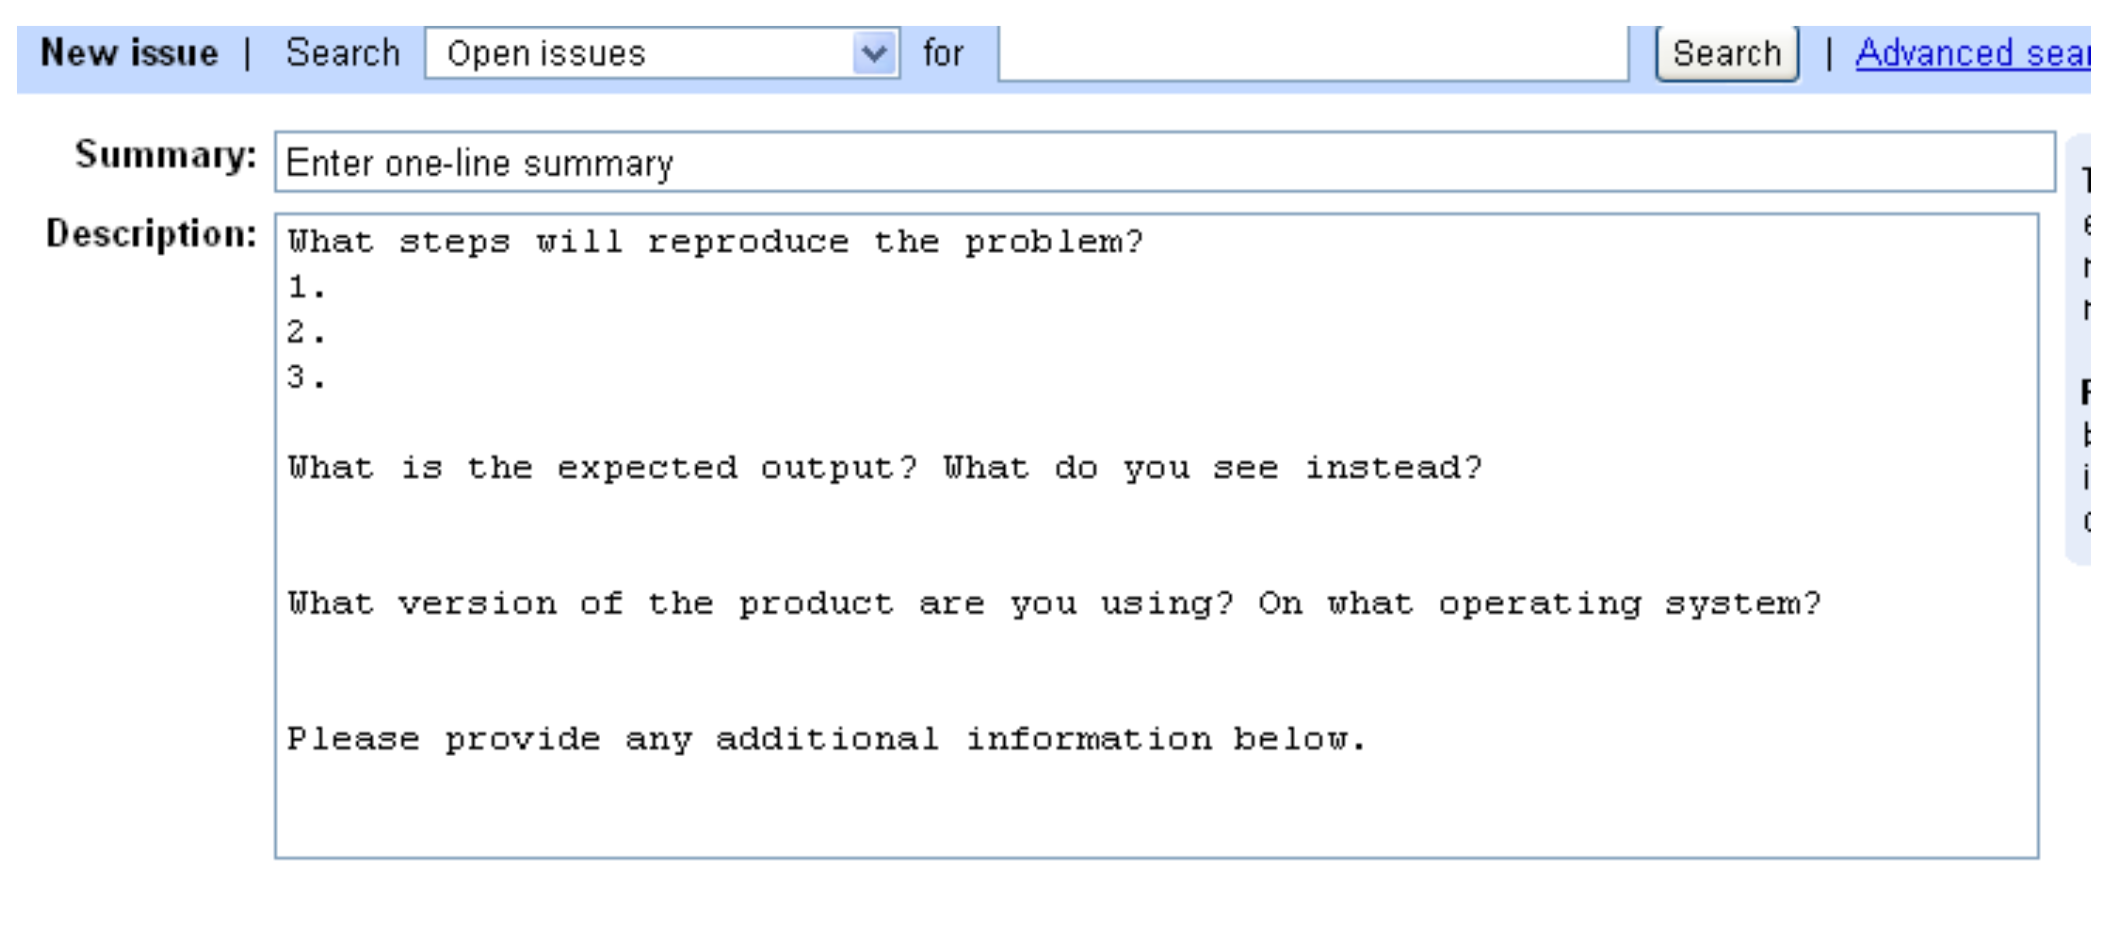 New issue | Search Open issues for Search | Advanced
Summary: Enter one-line summary
Description: What steps will reproduce the problem?
1.
2.
3.
What is the expected output? What do you see instead?
What version of the product are you using? On what operating system?
Please provide any additional information below.